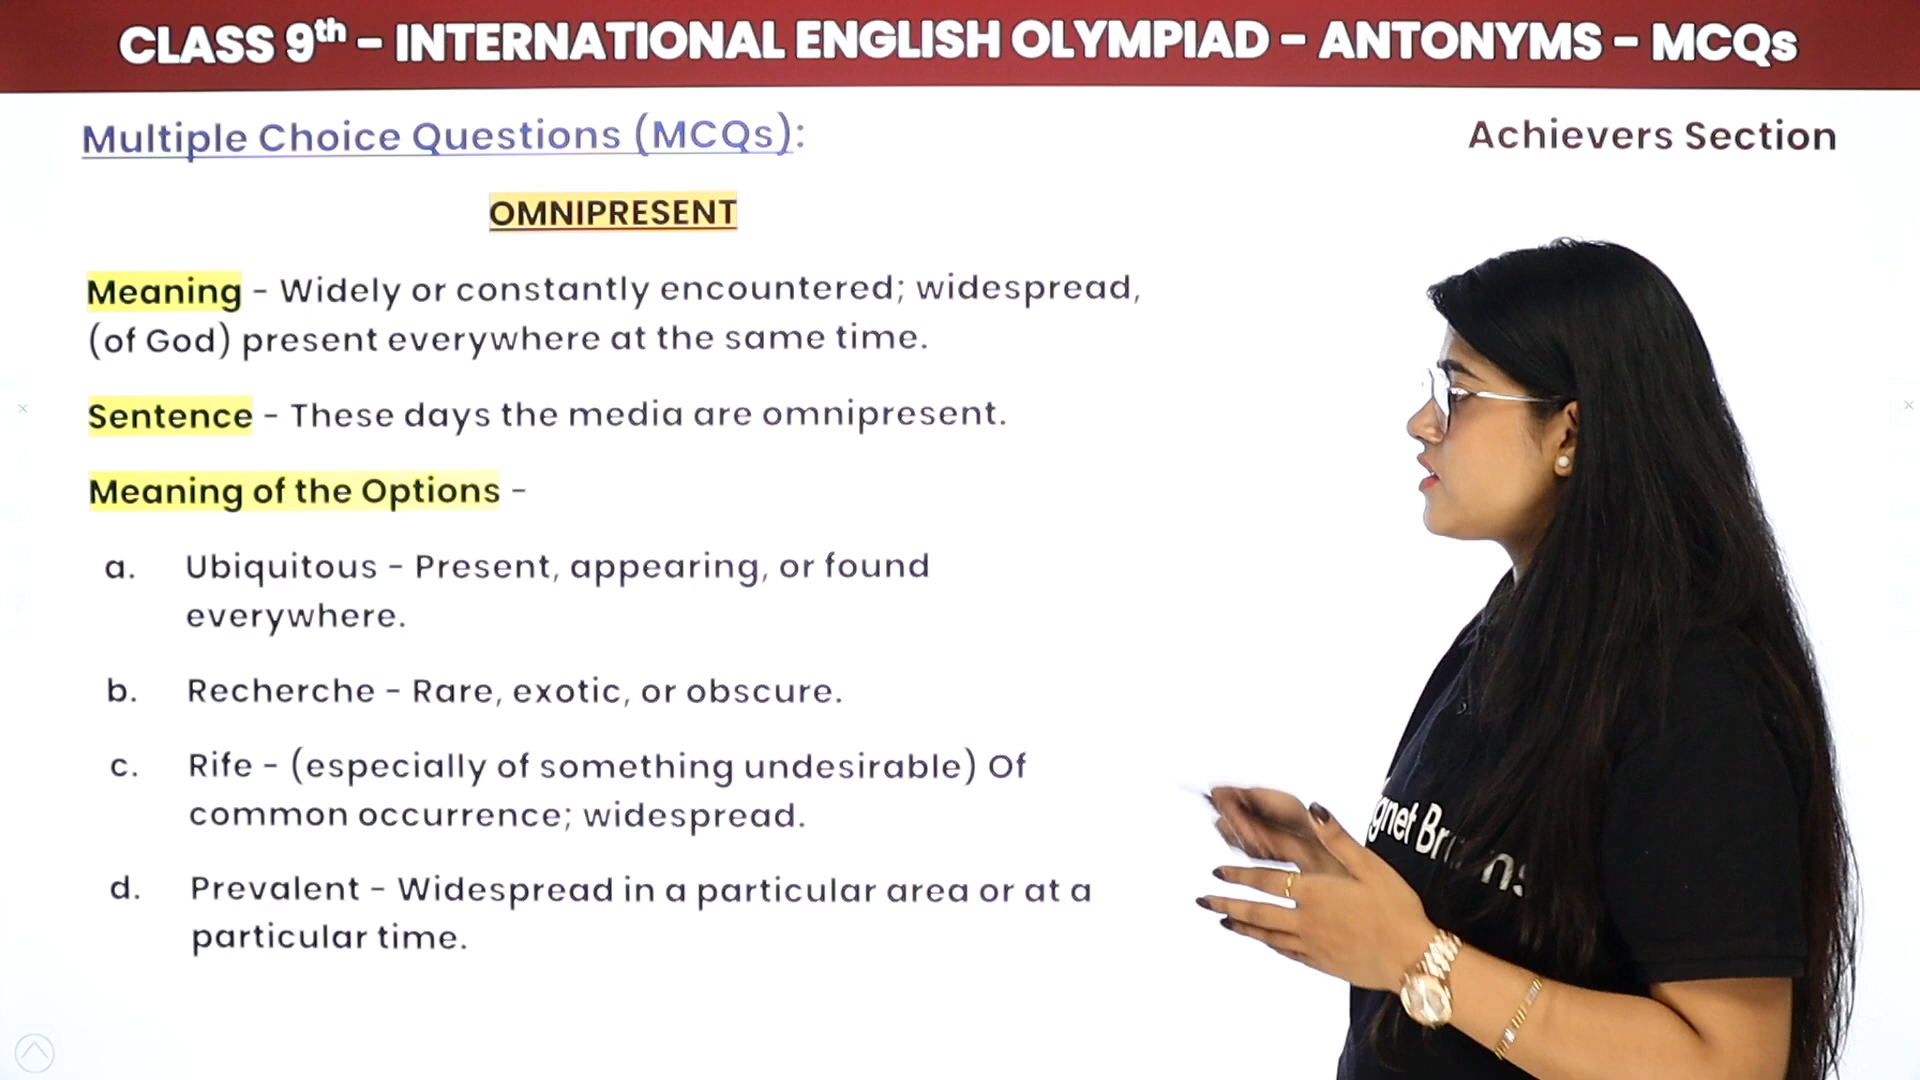 CLASS 9th - INTERNATIONAL ENGLISH OLYMPIAD - ANTONYMS - MCQs
Multiple Choice Questions (MCQs):
Achievers Section
OMNIPRESENT
Meaning - Widely or constantly encountered; widespread,
(of God) present everywhere at the same time.
Sentence - These days the media are omnipresent.
Meaning of the Options -
a. Ubiquitous - Present, appearing, or found
everywhere.
b. Recherche - Rare, exotic, or obscure.
c. Rife - (especially of something undesirable) Of
common occurrence; widespread.
d. Prevalent - Widespread in a particular area or at a
particular time.